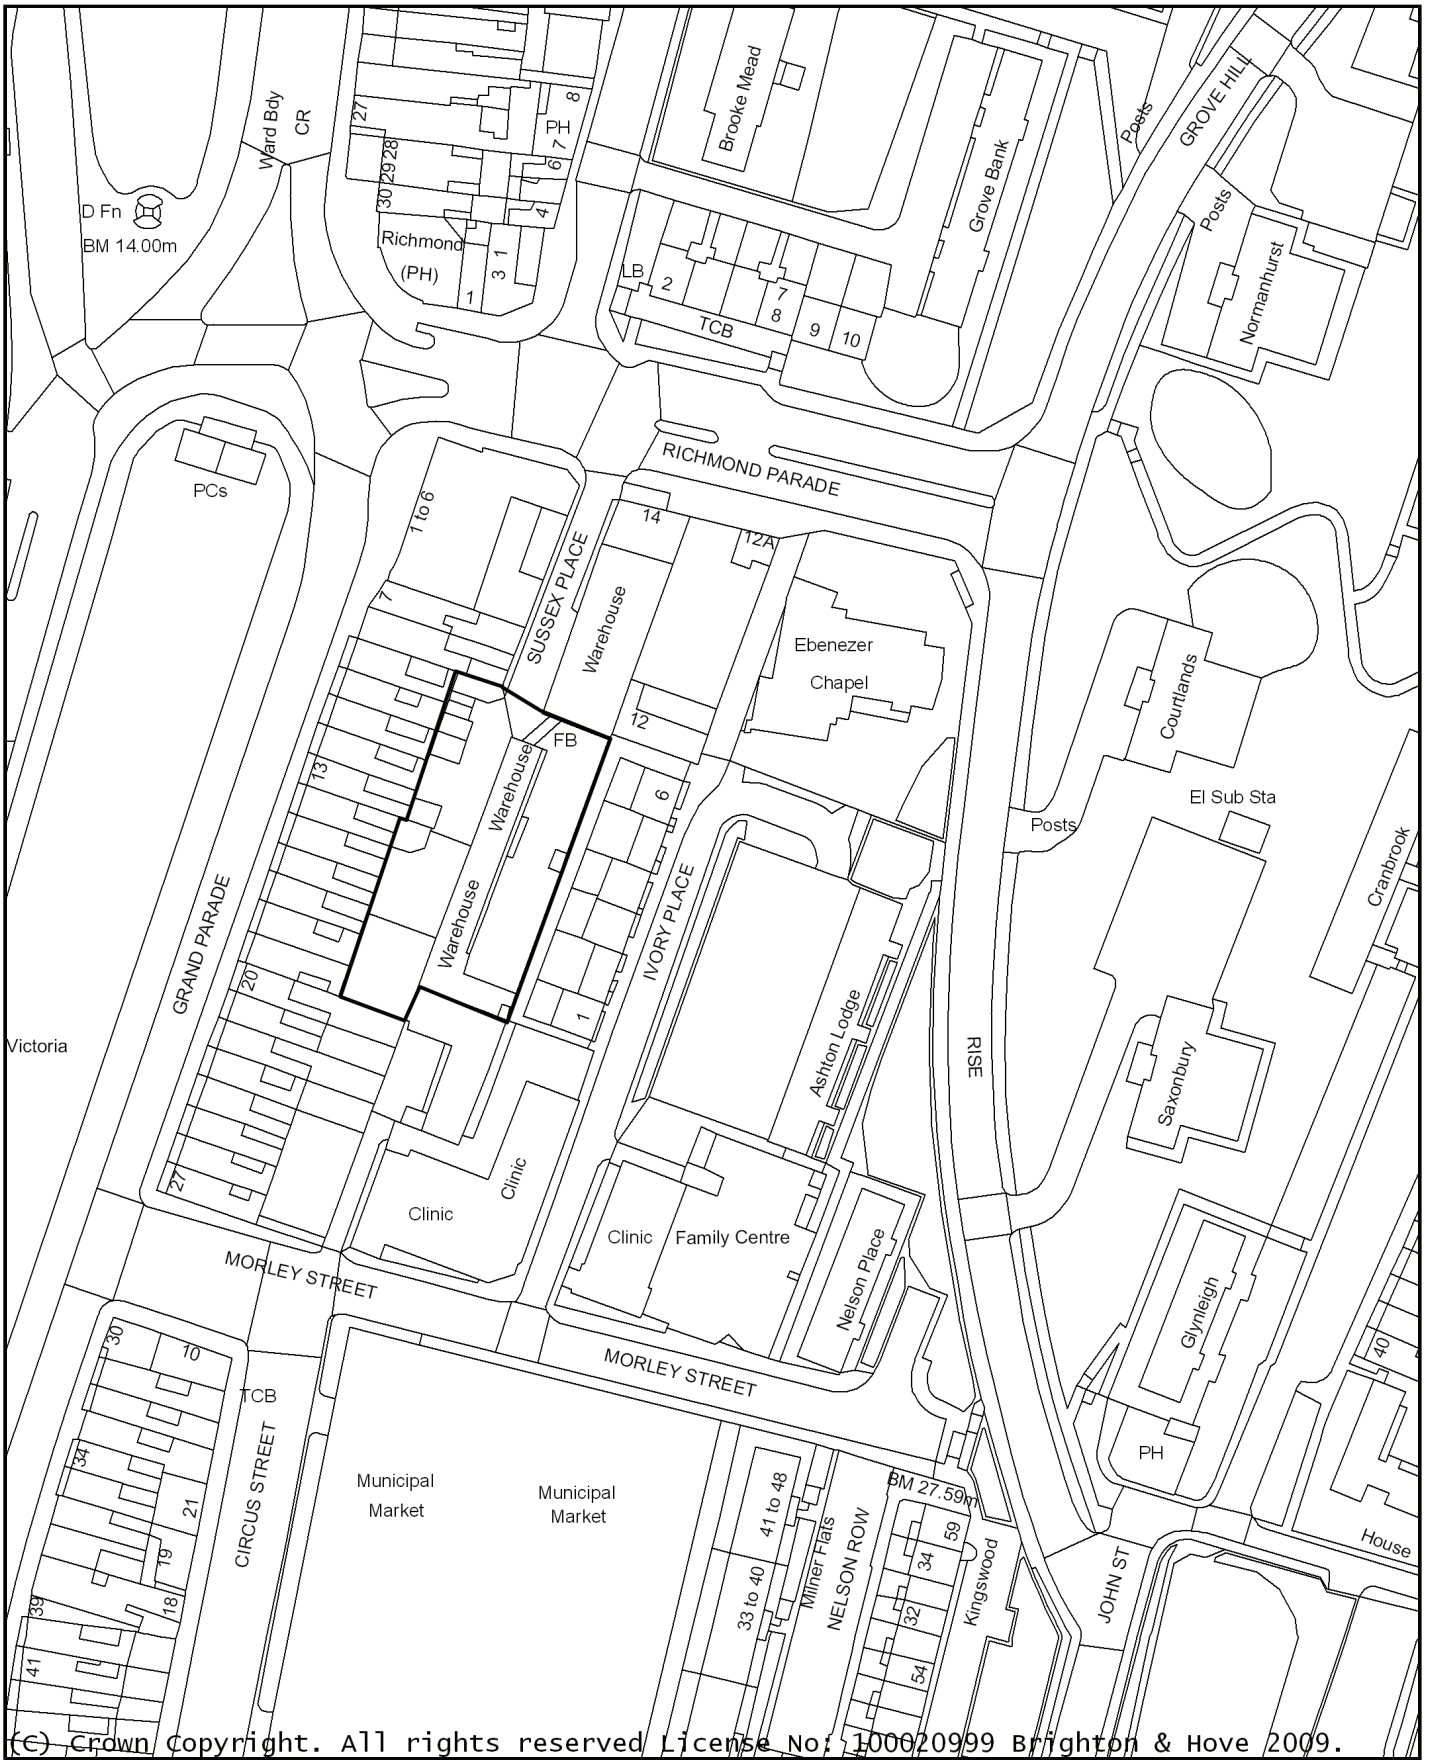 Ward Bdy
CR
27
8
PH
7
6
28
29
30
4
Richmond
(PH)
1
3
1
D Fn
BM 14.00m
Brooke Mead
Grove Bank
Posts
GROVE HILL
Posts
Normanhurst
LB
2
7
8
TCB
9
10
PCs
RICHMOND PARADE
1 to 6
14
12A
7
SUSSEX PLACE
Warehouse
Ebenezer
Chapel
Courtlands
12
FB
Warehouse
13
6
El Sub Sta
Posts
Cranbrook
GRAND PARADE
Warehouse
IVORY PLACE
20
1
Victoria
Ashton Lodge
RISE
Saxonbury
27
Clinic
Clinic
Clinic
Family Centre
Nelson Place
MORLEY STREET
Glynleigh
30
10
MORLEY STREET
40
TCB
34
CIRCUS STREET
PH
Municipal
Market
Municipal
Market
41 to 48
BM 27.59m
21
19
Milner Flats
NELSON ROW
59
34
Kingswood
House
33 to 40
39
18
32
JOHN ST
41
54
(C) Crown Copyright. All rights reserved License No: 100020999 Brighton & Hove 2009.